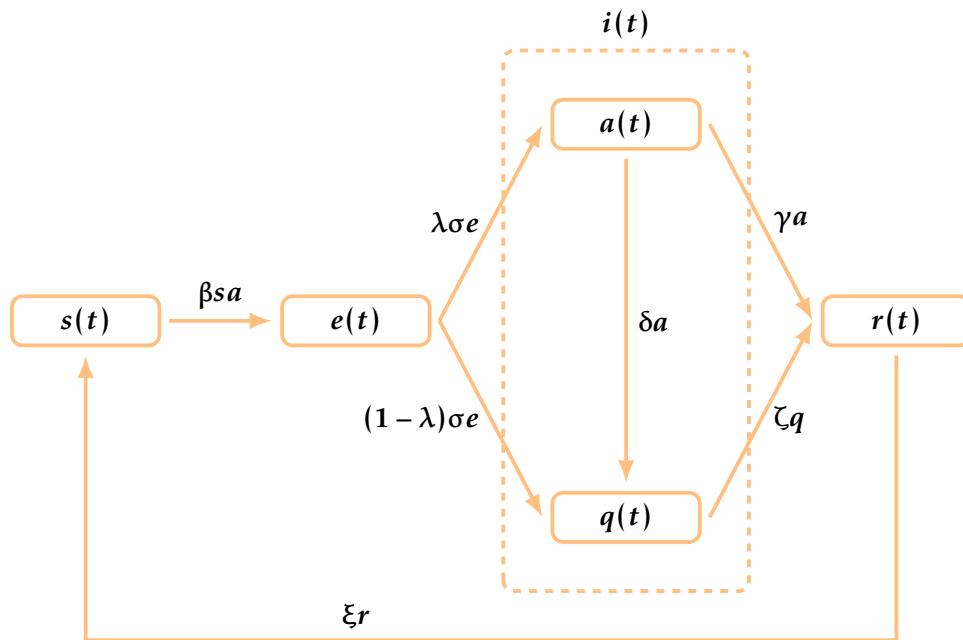 i(t)
a(t)
λσe
γa
βsa
s(t)
e(t)
δa
r(t)
(1 − λ)σe
ζq
q(t)
ξr